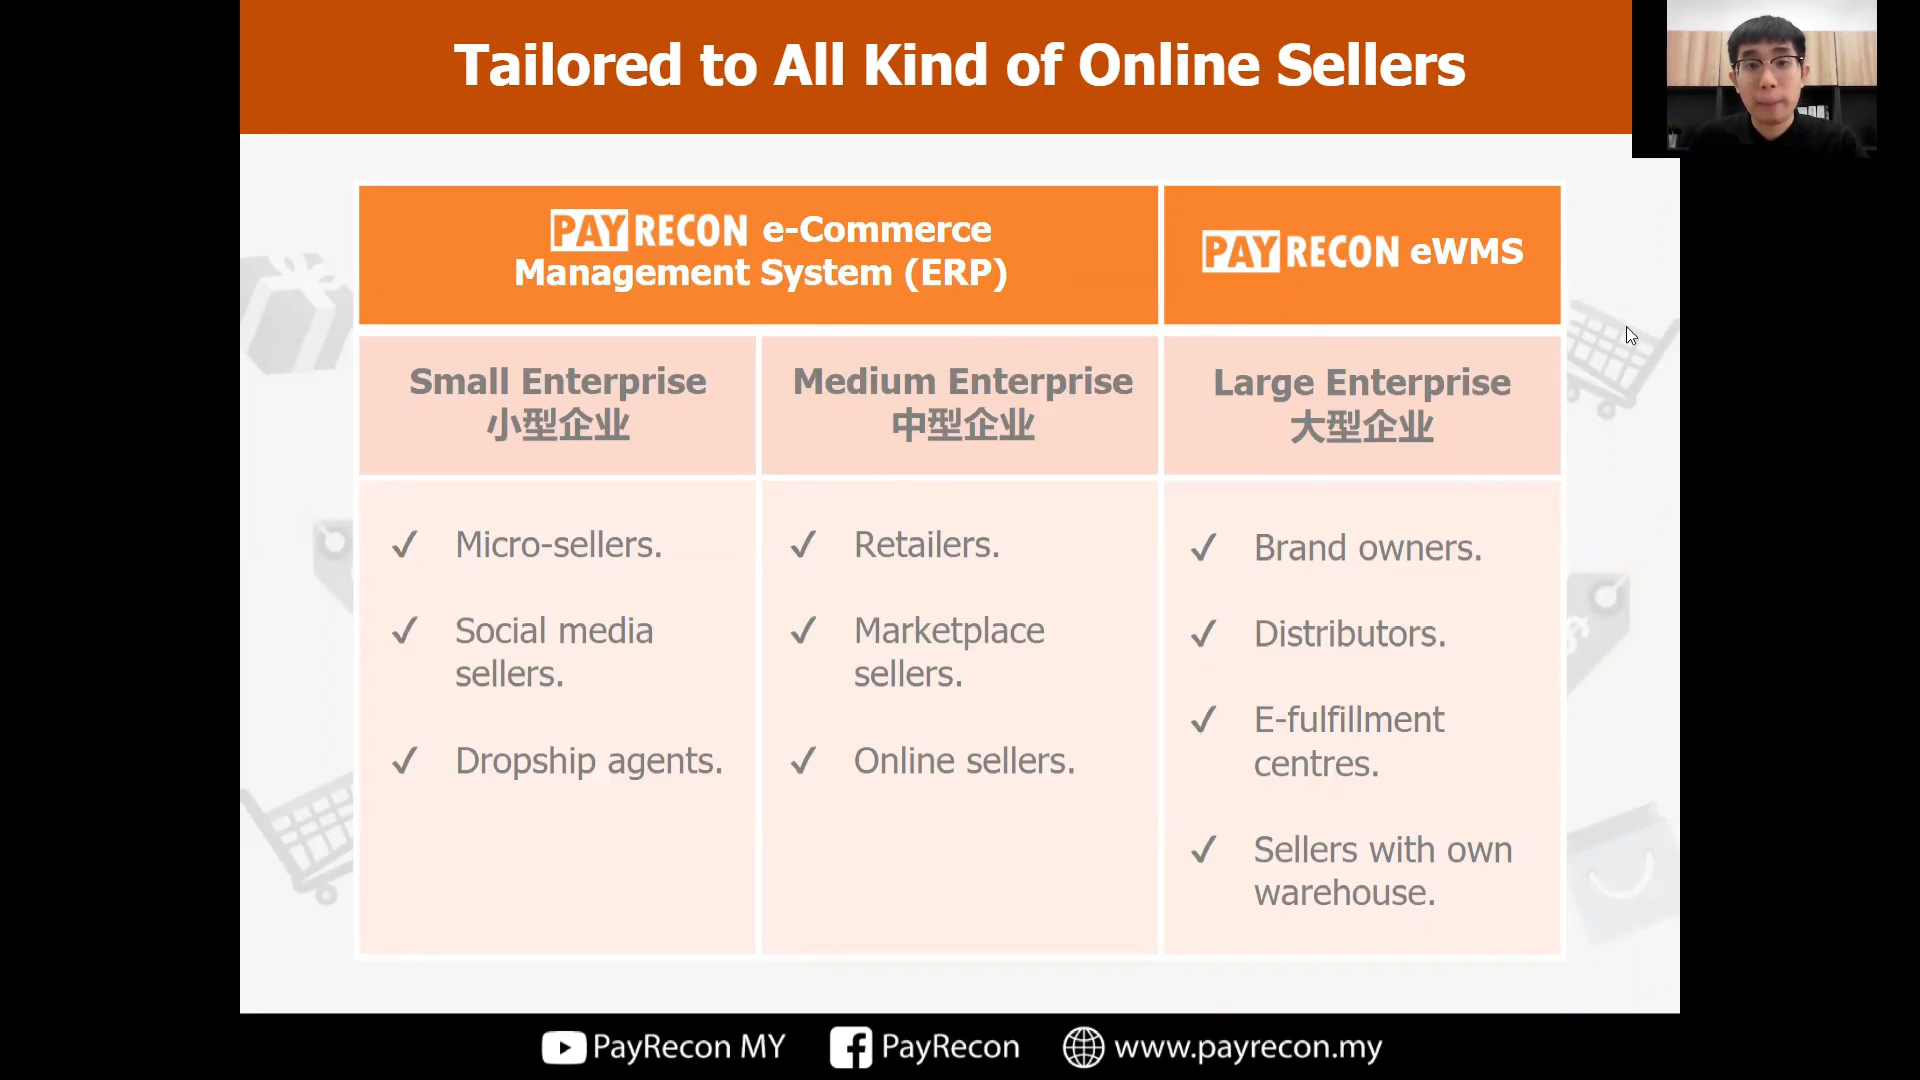 Tailored to All Kind of Online Sellers
PAYRECON e-Commerce
Management System (ERP)
PAYRECON eWMS
Small Enterprise
小型企业
Medium Enterprise
中型企业
Large Enterprise
大型企业
✓ Micro-sellers.
✓ Social media
sellers.
✓ Dropship agents.
✓ Retailers.
✓ Marketplace
sellers.
✓ Online sellers.
✓ Brand owners.
✓ Distributors.
✓ E-fulfillment
centres.
✓ Sellers with own
warehouse.
PayRecon MY
PayRecon
www.payrecon.my